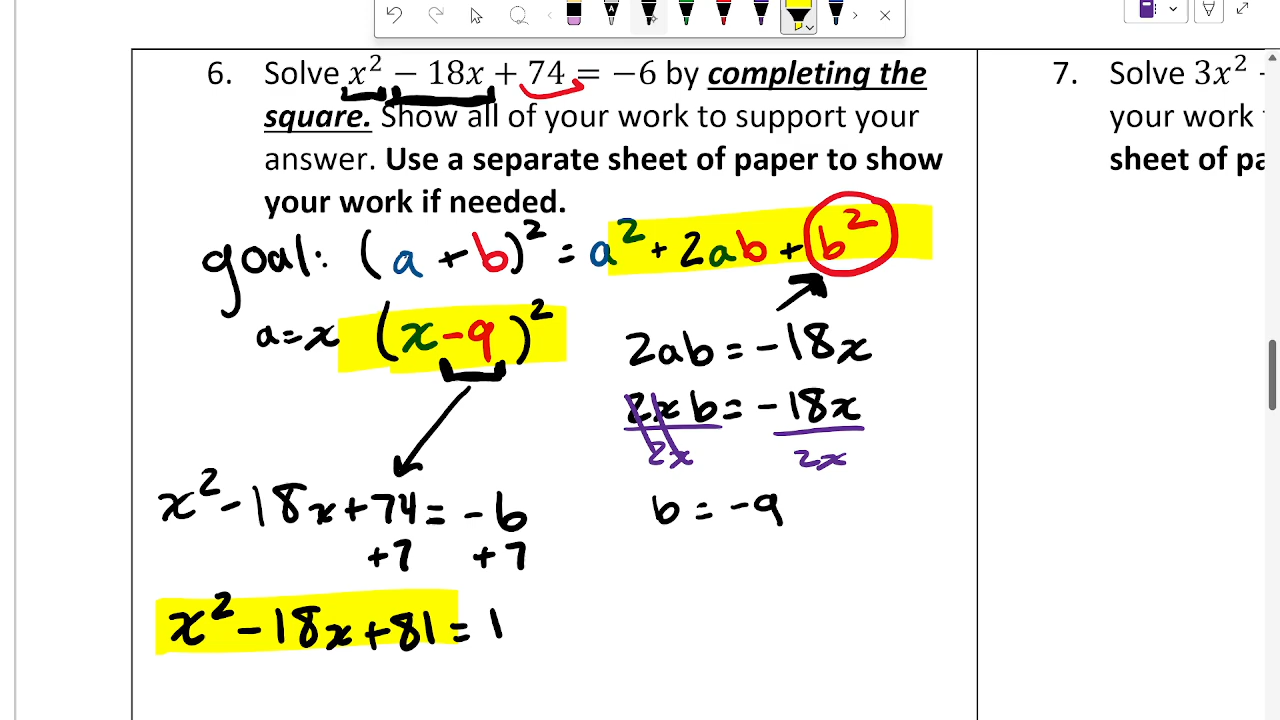 6. Solve x² − 18x + 74 = −6 by completing the
square. Show all of your work to support your
answer. Use a separate sheet of paper to show
your work if needed.
goal: (a + b)² = a² + 2ab + b²
a = x (x − 9)²
2ab = −18x
2x b = −18x
2x 2x
b = −9
x² − 18x + 74 = −6
+7 +7
x² − 18x + 81 = 1
7. Solve 3x² −
your work
sheet of pa